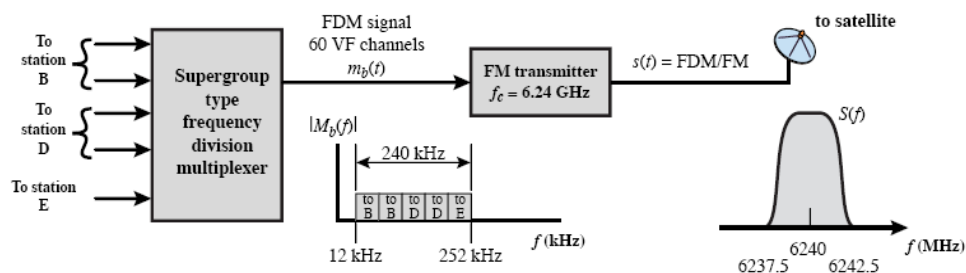 To
station
B
To
station
D
To station
E
Supergroup
type
frequency
division
multiplexer
FDM signal
60 VF channels
m_b(t)
FM transmitter
f_c = 6.24 GHz
s(t) = FDM/FM
to satellite
|M_b(f)|
240 kHz
to B
to B
to D
to D
to E
f (kHz)
12 kHz
252 kHz
S(f)
6240
f (MHz)
6237.5
6242.5